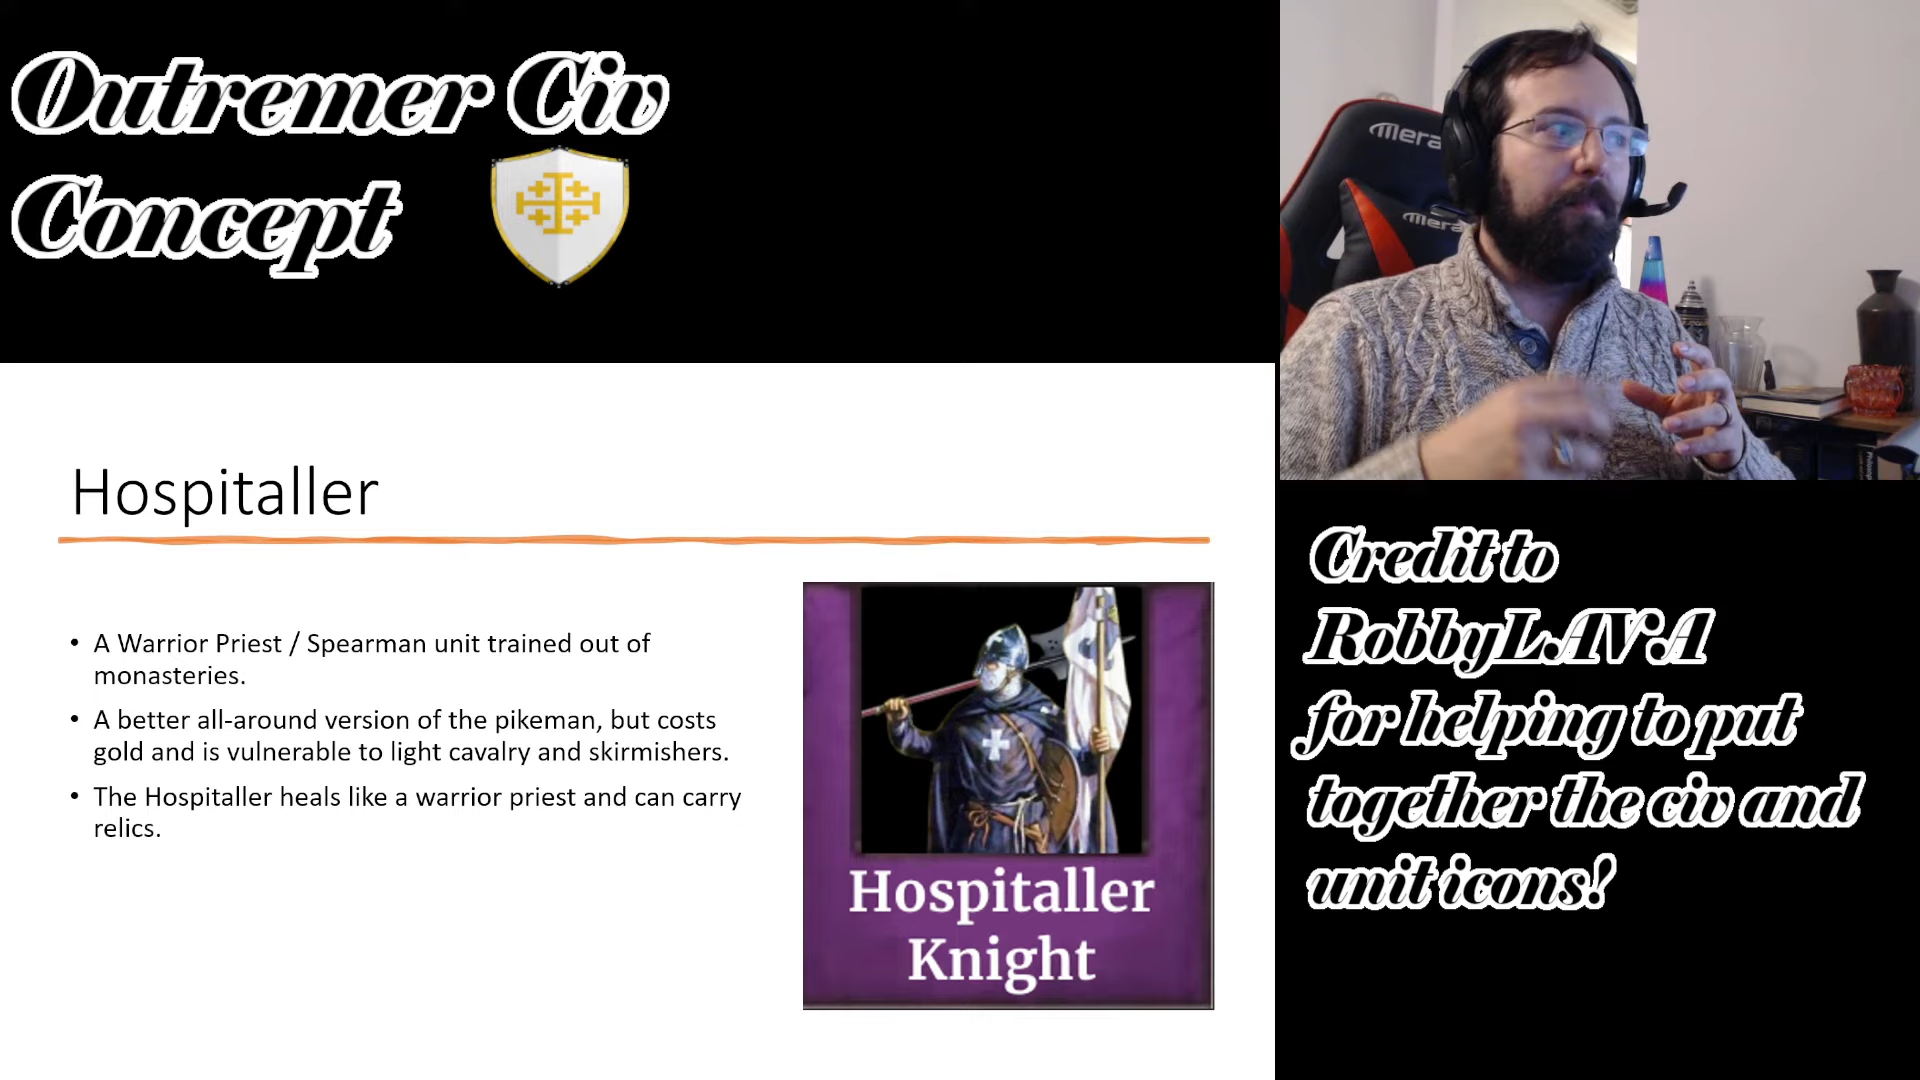 Outremer Civ
Concept
Hospitaller
• A Warrior Priest / Spearman unit trained out of
monasteries.
• A better all-around version of the pikeman, but costs
gold and is vulnerable to light cavalry and skirmishers.
• The Hospitaller heals like a warrior priest and can carry
relics.
Hospitaller
Knight
mera
mera
Credit to
RobbyLAVA
for helping to put
together the civ and
unit icons!